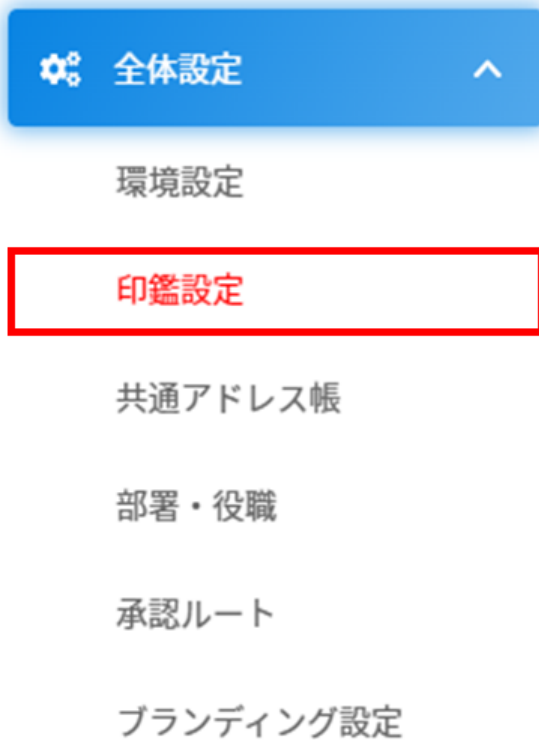 全体設定
環境設定
印鑑設定
共通アドレス帳
部署・役職
承認ルート
ブランディング設定